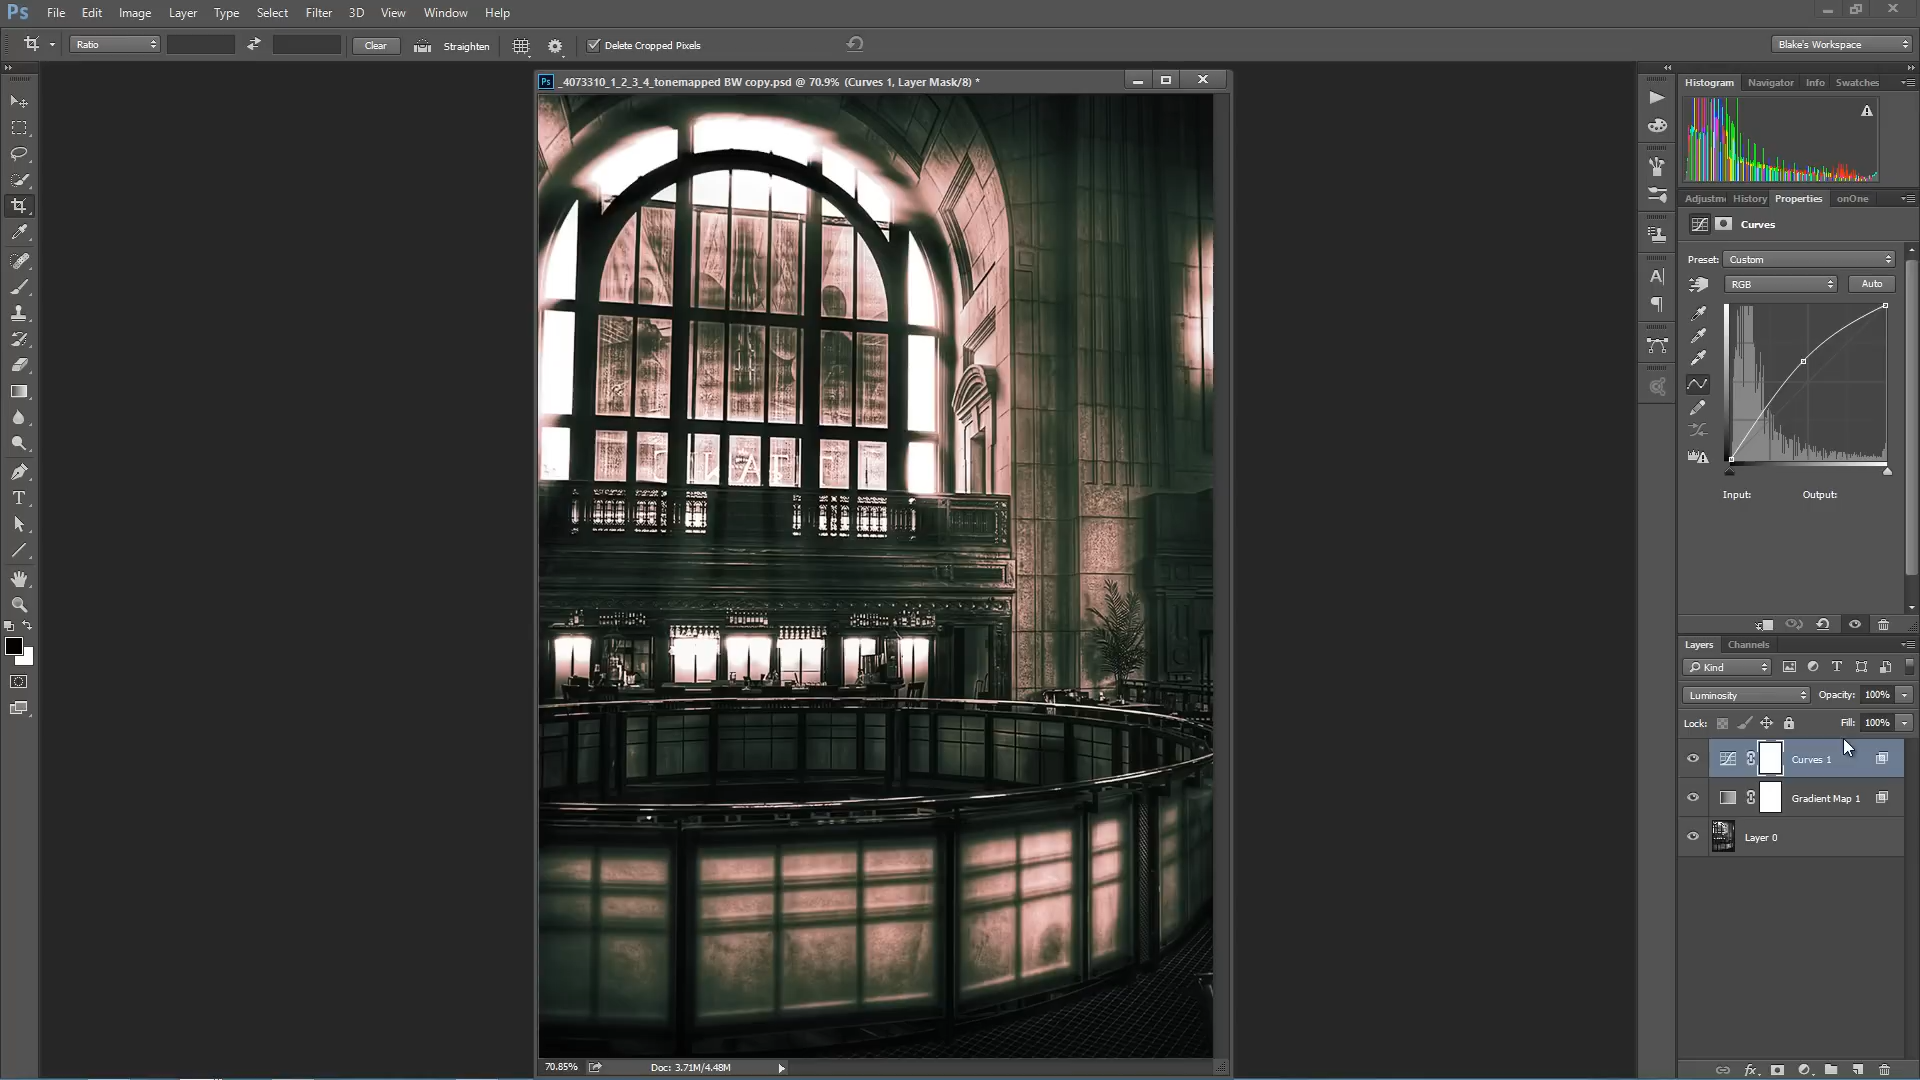 Ps File Edit Image Layer Type Select Filter 3D View Window Help
Ratio Clear Straighten Delete Cropped Pixels Blake's Workspace
Ps _4073310_1_2_3_4_tonemapped BW copy.psd @ 70.9% (Curves 1, Layer Mask/8) *
Histogram Navigator Info Swatches
Adjustme History Properties onOne
Curves
Preset: Custom
RGB Auto
Input: Output:
Layers Channels
Kind
Luminosity Opacity: 100%
Lock: Fill: 100%
Curves 1
Gradient Map 1
Layer 0
70.85% Doc: 3.71M/4.48M